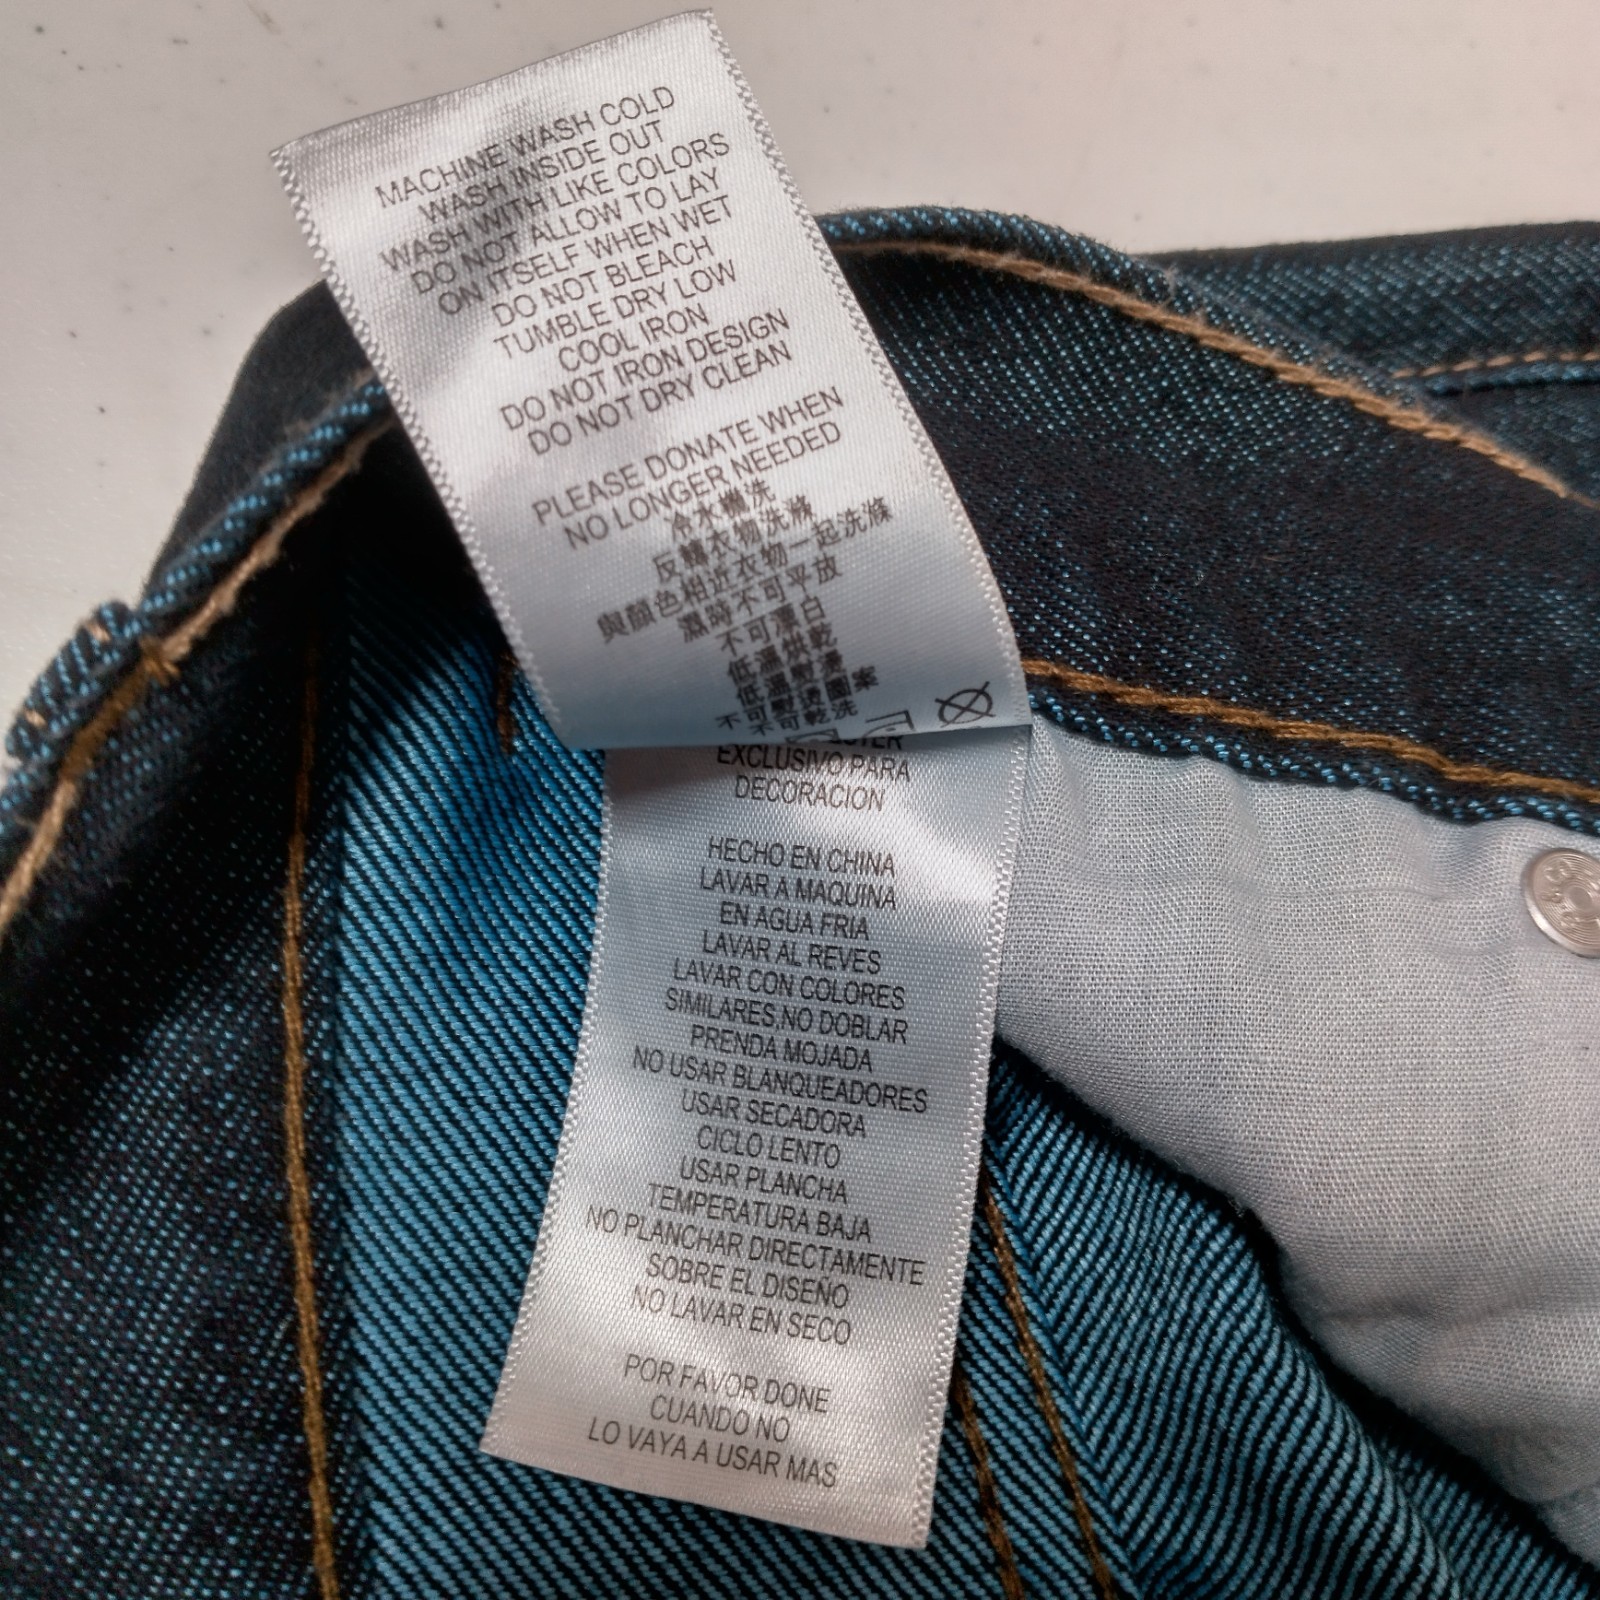 MACHINE WASH COLD
WASH INSIDE OUT
WASH WITH LIKE COLORS
DO NOT ALLOW TO LAY
ON ITSELF WHEN WET
DO NOT BLEACH
TUMBLE DRY LOW
COOL IRON
DO NOT IRON DESIGN
DO NOT DRY CLEAN
PLEASE DONATE WHEN
NO LONGER NEEDED
冷水機洗
反轉衣物洗滌
與顏色相近衣物一起洗滌
濕時不可平放
不可漂白
低溫烘乾
低溫熨燙
不可熨燙圖案
不可乾洗
EXCLUSIVO PARA
DECORACION
HECHO EN CHINA
LAVAR A MAQUINA
EN AGUA FRIA
LAVAR AL REVES
LAVAR CON COLORES
SIMILARES,NO DOBLAR
PRENDA MOJADA
NO USAR BLANQUEADORES
USAR SECADORA
CICLO LENTO
USAR PLANCHA
TEMPERATURA BAJA
NO PLANCHAR DIRECTAMENTE
SOBRE EL DISEÑO
NO LAVAR EN SECO
POR FAVOR DONE
CUANDO NO
LO VAYA A USAR MAS